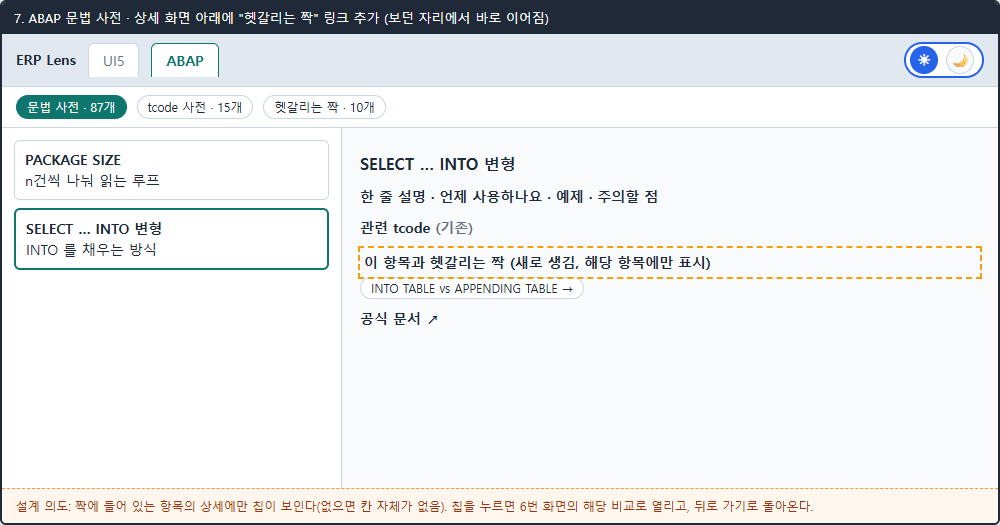 7. ABAP 문법 사전 · 상세 화면 아래에 "헷갈리는 짝" 링크 추가 (보던 자리에서 바로 이어짐)
ERP Lens
UI5
ABAP
문법 사전 · 87개
tcode 사전 · 15개
헷갈리는 짝 · 10개
PACKAGE SIZE
n건씩 나눠 읽는 루프
SELECT … INTO 변형
INTO 를 채우는 방식
SELECT … INTO 변형
한 줄 설명 · 언제 사용하나요 · 예제 · 주의할 점
관련 tcode (기존)
이 항목과 헷갈리는 짝 (새로 생김, 해당 항목에만 표시)
INTO TABLE vs APPENDING TABLE →
공식 문서 ↗
설계 의도: 짝에 들어 있는 항목의 상세에만 칩이 보인다(없으면 칸 자체가 없음). 칩을 누르면 6번 화면의 해당 비교로 열리고, 뒤로 가기로 돌아온다.